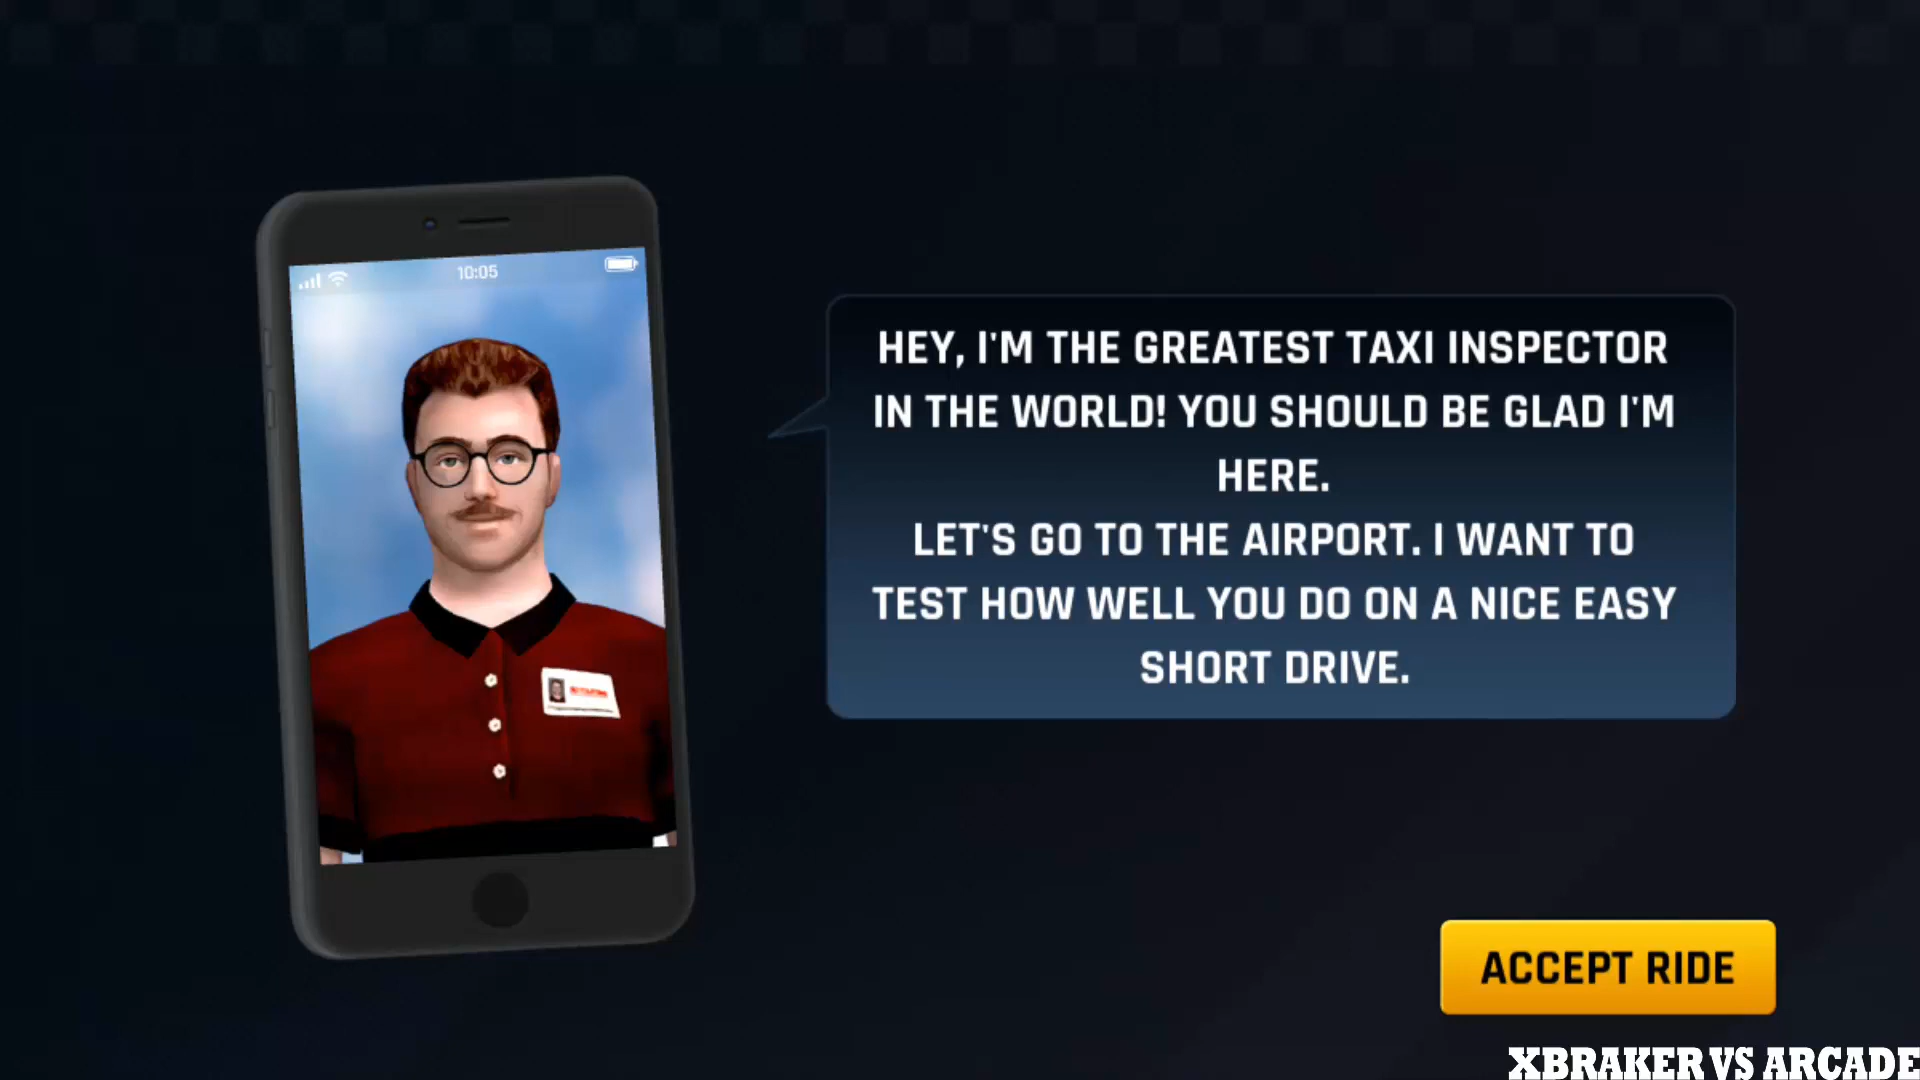 10:05
HEY, I'M THE GREATEST TAXI INSPECTOR
IN THE WORLD! YOU SHOULD BE GLAD I'M
HERE.
LET'S GO TO THE AIRPORT. I WANT TO
TEST HOW WELL YOU DO ON A NICE EASY
SHORT DRIVE.
ACCEPT RIDE
XBRAKER VS ARCADE